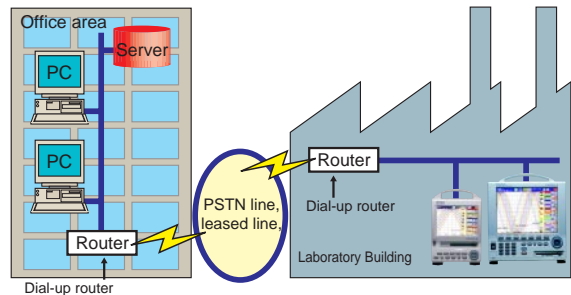 Office area
Server
PC
PC
Router
Dial-up router
PSTN line,
leased line,
Router
Dial-up router
Laboratory Building